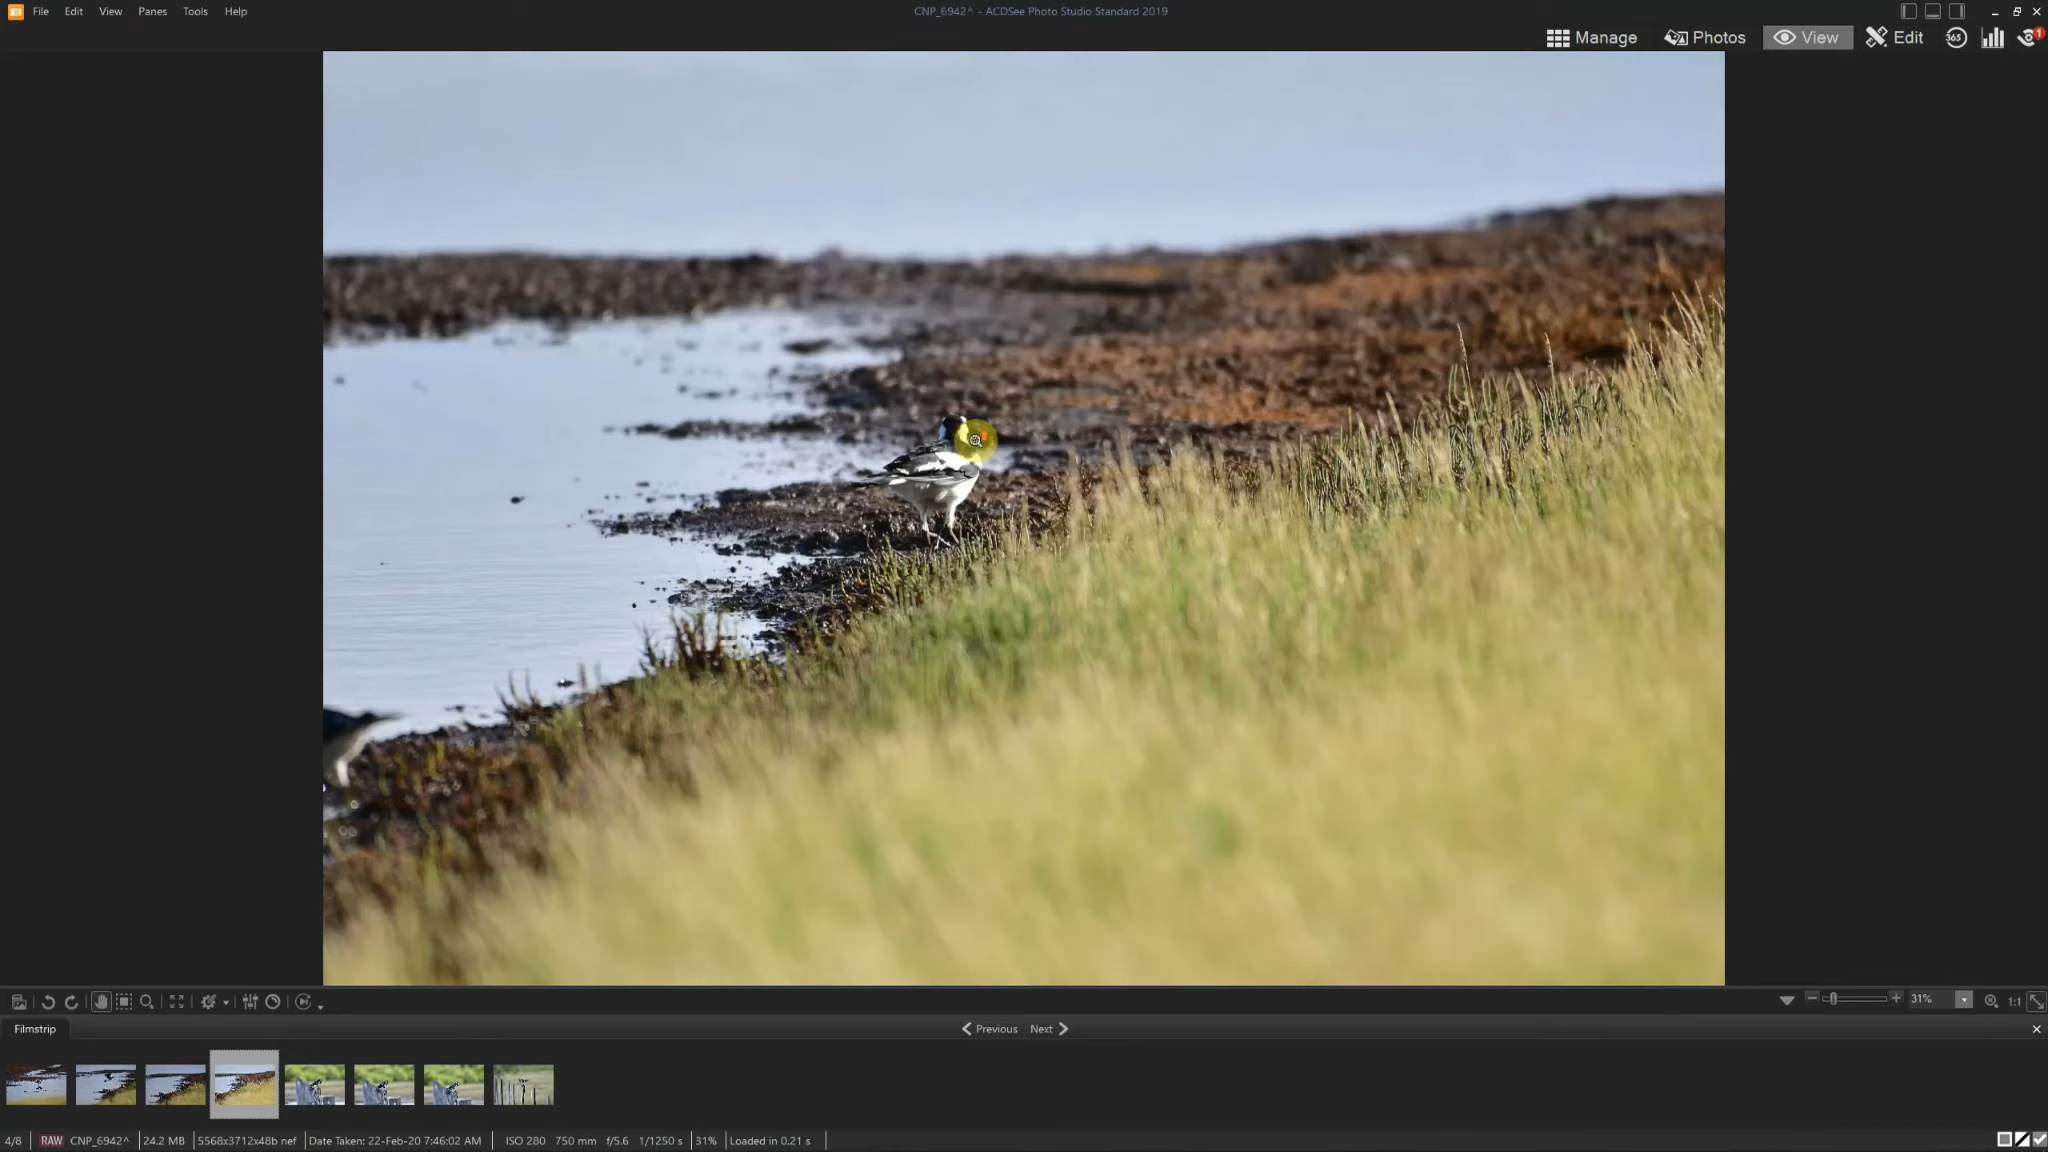 File Edit View Panes Tools Help CNP_6942^ - ACDSee Photo Studio Standard 2019
Manage Photos View Edit 365 1
31% 1:1
Filmstrip Previous Next
4/8 RAW CNP_6942^ 24.2 MB 5568x3712x48b nef Date Taken: 22-Feb-20 7:46:02 AM ISO 280 750 mm f/5.6 1/1250 s 31% Loaded in 0.21 s